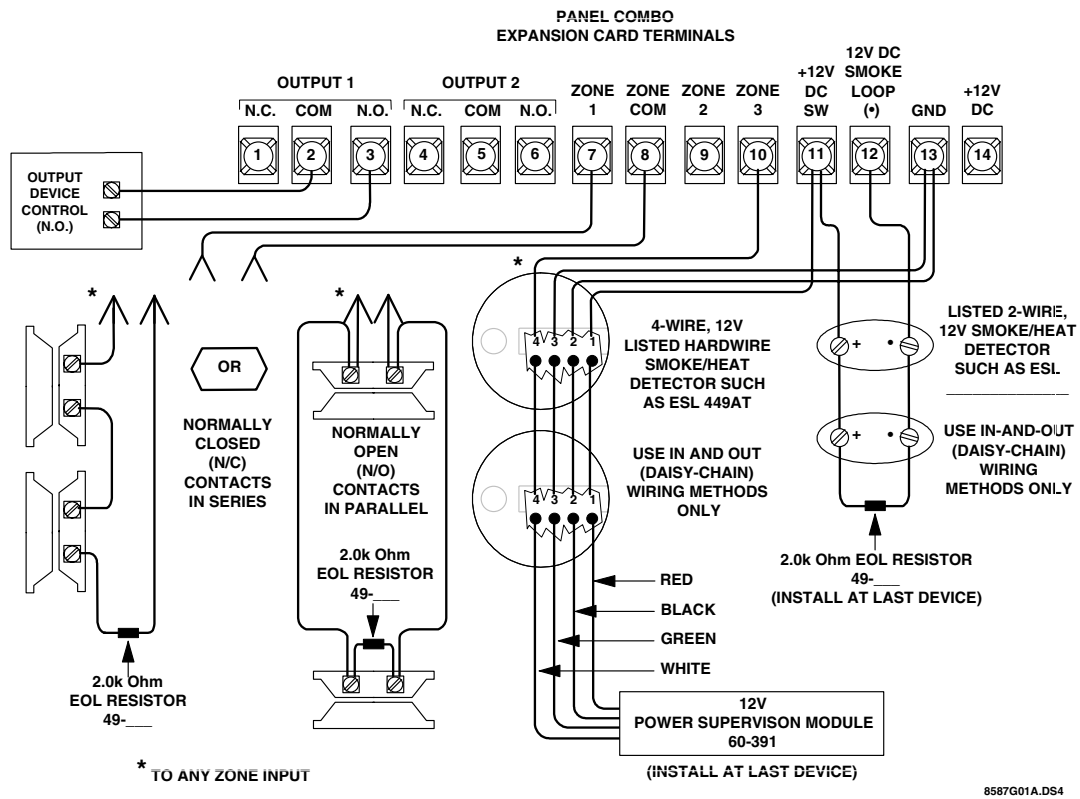 PANEL COMBO
EXPANSION CARD TERMINALS
OUTPUT 1
N.C. COM N.O.
OUTPUT 2
N.C. COM N.O.
ZONE
1
ZONE
COM
ZONE
2
ZONE
3
+12V
DC
SW
12V DC
SMOKE
LOOP
(•)
GND
+12V
DC
1 2 3 4 5 6 7 8 9 10 11 12 13 14
OUTPUT
DEVICE
CONTROL
(N.O.)
*
*
*
OR
NORMALLY
CLOSED
(N/C)
CONTACTS
IN SERIES
NORMALLY
OPEN
(N/O)
CONTACTS
IN PARALLEL
2.0k Ohm
EOL RESISTOR
49-___
2.0k Ohm
EOL RESISTOR
49-___
4 3 2 1
4 3 2 1
4-WIRE, 12V
LISTED HARDWIRE
SMOKE/HEAT
DETECTOR SUCH
AS ESL 449AT
USE IN AND OUT
(DAISY-CHAIN)
WIRING METHODS
ONLY
RED
BLACK
GREEN
WHITE
12V
POWER SUPERVISON MODULE
60-391
(INSTALL AT LAST DEVICE)
+ •
+ •
LISTED 2-WIRE,
12V SMOKE/HEAT
DETECTOR
SUCH AS ESL
_______________
USE IN-AND-OUT
(DAISY-CHAIN)
WIRING
METHODS ONLY
2.0k Ohm EOL RESISTOR
49-___
(INSTALL AT LAST DEVICE)
* TO ANY ZONE INPUT
8587G01A.DS4